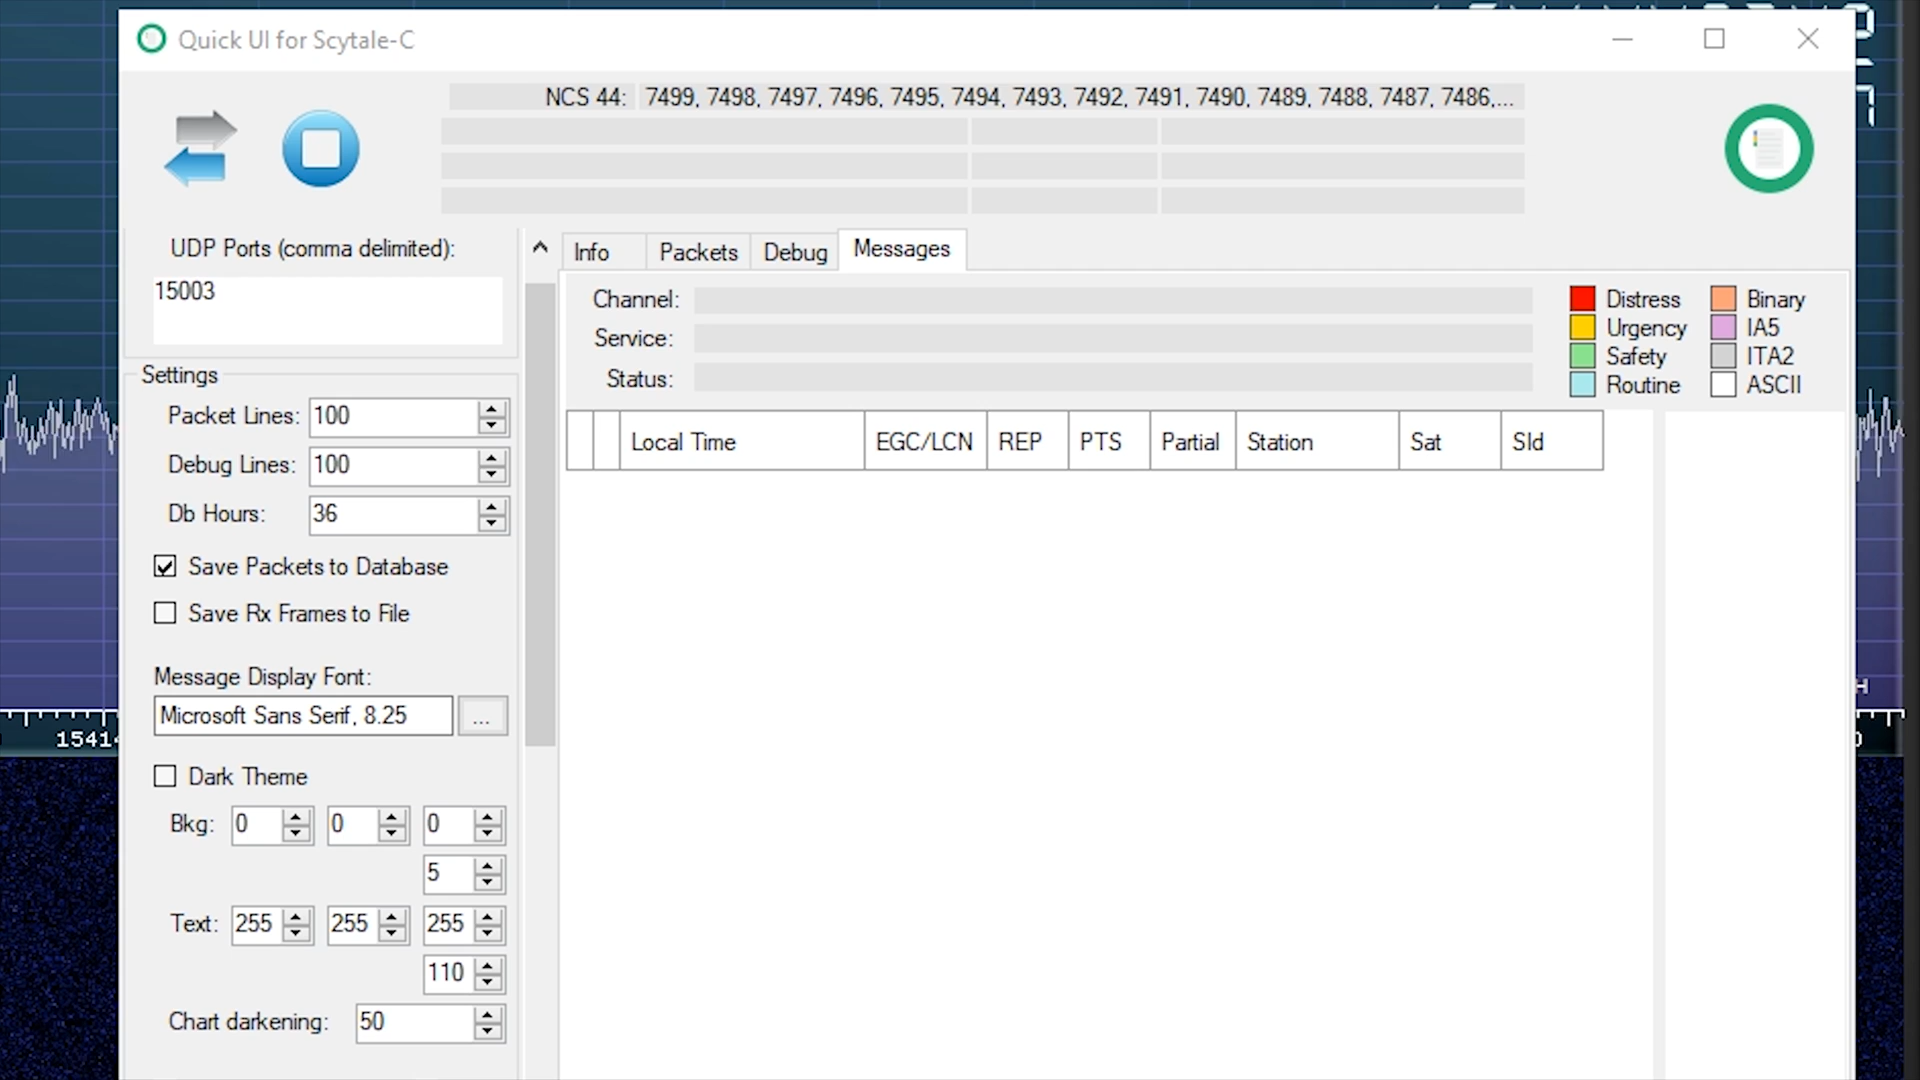 Quick UI for Scytale-C
NCS 44: 7499, 7498, 7497, 7496, 7495, 7494, 7493, 7492, 7491, 7490, 7489, 7488, 7487, 7486,...
UDP Ports (comma delimited):
15003
Info Packets Debug Messages
Channel:
Service:
Status:
Distress Binary
Urgency IA5
Safety ITA2
Routine ASCII
Local Time EGC/LCN REP PTS Partial Station Sat SId
Settings
Packet Lines: 100
Debug Lines: 100
Db Hours: 36
Save Packets to Database
Save Rx Frames to File
Message Display Font:
Microsoft Sans Serif, 8.25 ...
Dark Theme
Bkg: 0 0 0
5
Text: 255 255 255
110
Chart darkening: 50